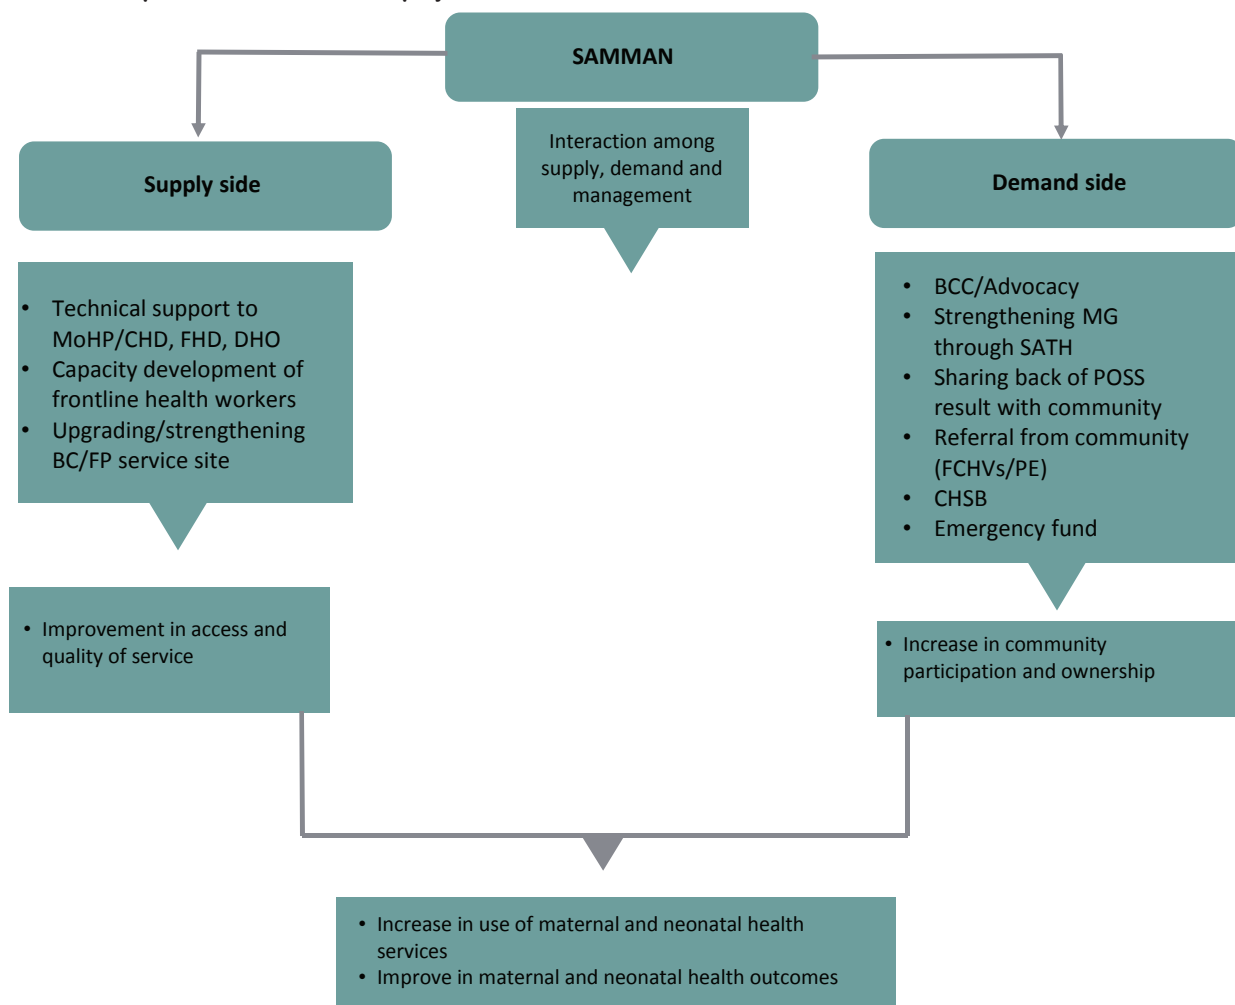 SAMMAN
Interaction among
supply, demand and
management
Supply side
Demand side
• Technical support to
MoHP/CHD, FHD, DHO
• Capacity development of
frontline health workers
• Upgrading/strengthening
BC/FP service site
• BCC/Advocacy
• Strengthening MG
through SATH
• Sharing back of POSS
result with community
• Referral from community
(FCHVs/PE)
• CHSB
• Emergency fund
• Improvement in access and
quality of service
• Increase in community
participation and ownership
• Increase in use of maternal and neonatal health
services
• Improve in maternal and neonatal health outcomes